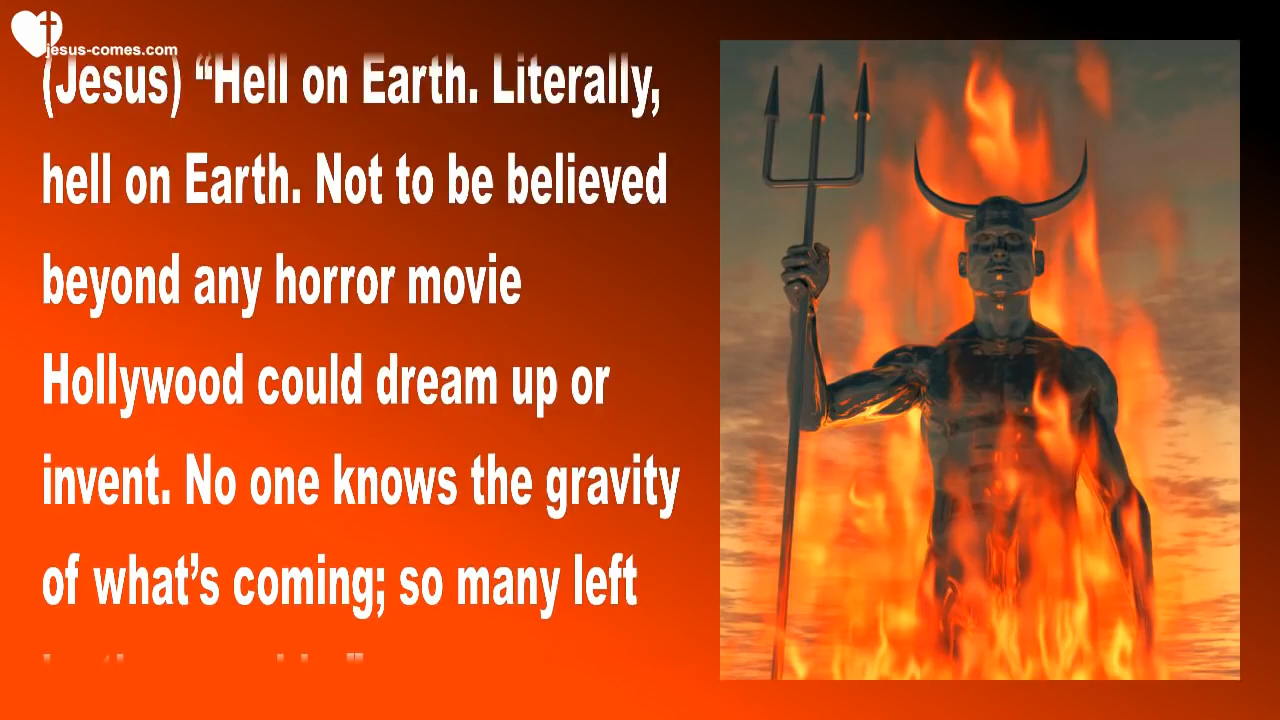 jesus-comes.com
(Jesus) “Hell on Earth. Literally,
hell on Earth. Not to be believed
beyond any horror movie
Hollywood could dream up or
invent. No one knows the gravity
of what’s coming; so many left